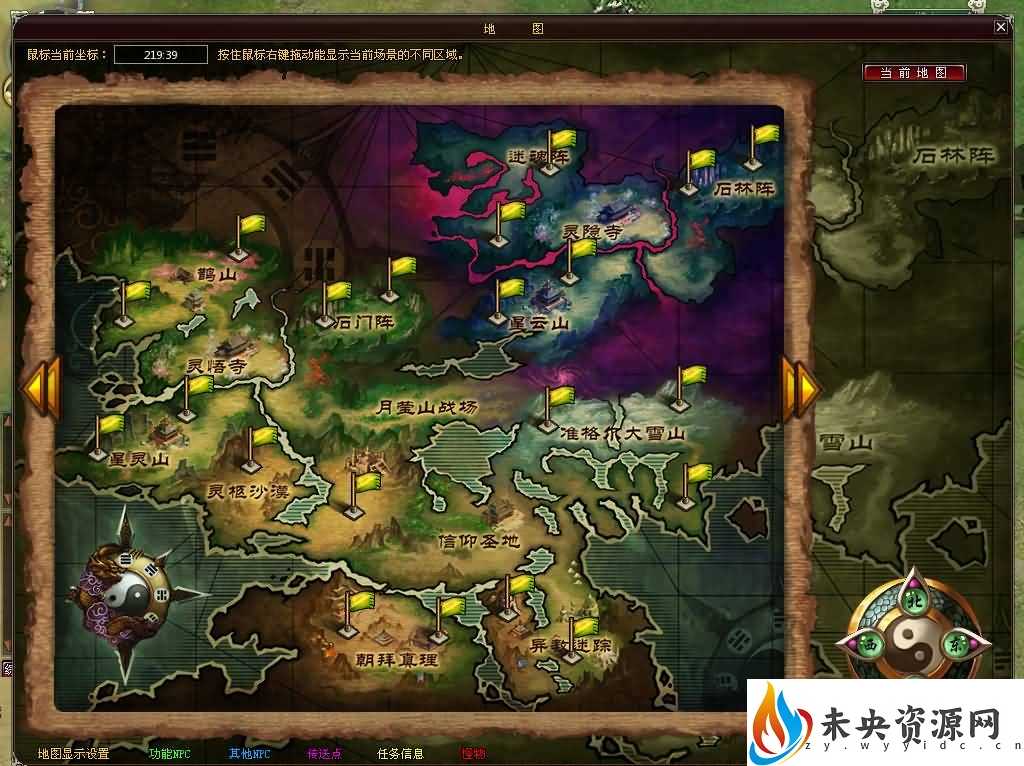 地 图
鼠标当前坐标： 219:39 按住鼠标右键拖动能显示当前场景的不同区域。
当 前 地 图
石林阵
迷魂阵
石林阵
灵隐寺
鹊山
石门阵
星云山
灵悟寺
月莹山战场
准格尔大雪山
雪山
星灵山
灵枢沙漠
信仰圣地
北
西
东
异教迷踪
朝拜真理
未央资源网
zy.wyyidc.cn
地图显示设置 功能NPC 其他NPC 传送点 任务信息 怪物